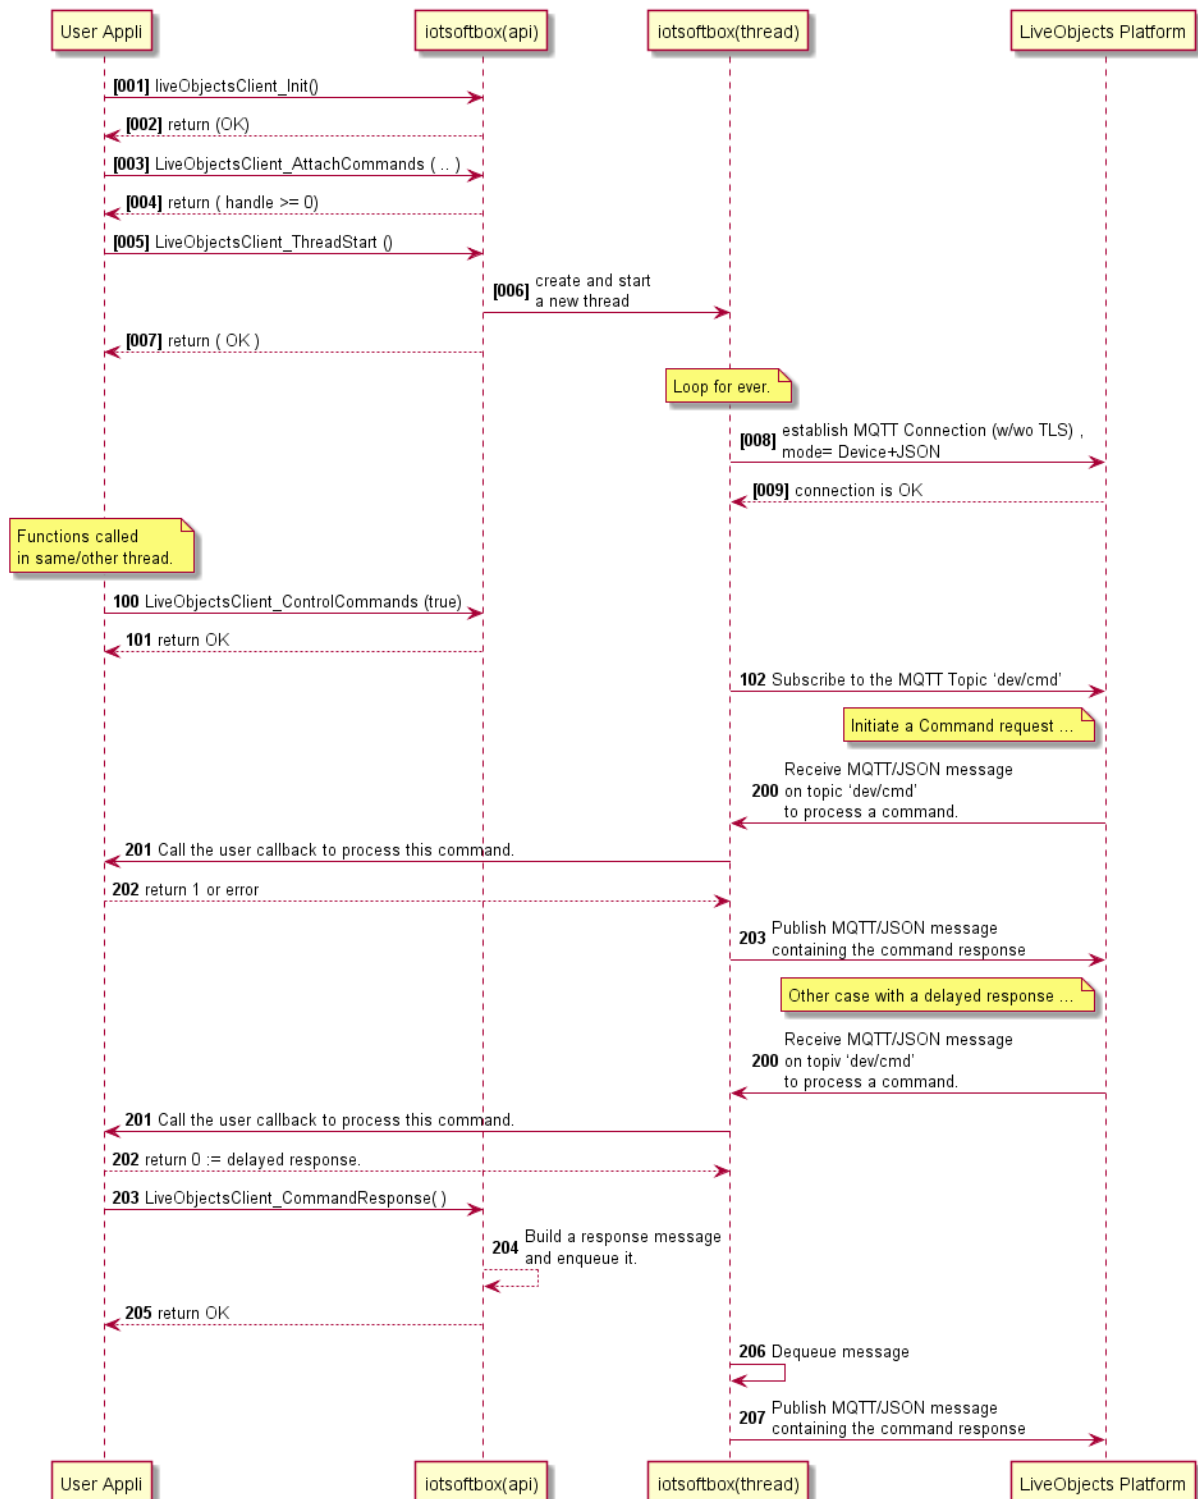 User Appli
iotsoftbox(api)
iotsoftbox(thread)
LiveObjects Platform
[001] liveObjectsClient_Init()
[002] return (OK)
[003] LiveObjectsClient_AttachCommands ( .. )
[004] return ( handle >= 0)
[005] LiveObjectsClient_ThreadStart ()
[006] create and start
a new thread
[007] return ( OK )
Loop for ever.
[008] establish MQTT Connection (w/wo TLS) ,
mode= Device+JSON
[009] connection is OK
Functions called
in same/other thread.
100 LiveObjectsClient_ControlCommands (true)
101 return OK
102 Subscribe to the MQTT Topic ‘dev/cmd’
Initiate a Command request ...
Receive MQTT/JSON message
200 on topic ‘dev/cmd’
to process a command.
201 Call the user callback to process this command.
202 return 1 or error
203 Publish MQTT/JSON message
containing the command response
Other case with a delayed response ...
Receive MQTT/JSON message
200 on topiv ‘dev/cmd’
to process a command.
201 Call the user callback to process this command.
202 return 0 := delayed response.
203 LiveObjectsClient_CommandResponse( )
204 Build a response message
and enqueue it.
205 return OK
206 Dequeue message
207 Publish MQTT/JSON message
containing the command response
User Appli
iotsoftbox(api)
iotsoftbox(thread)
LiveObjects Platform